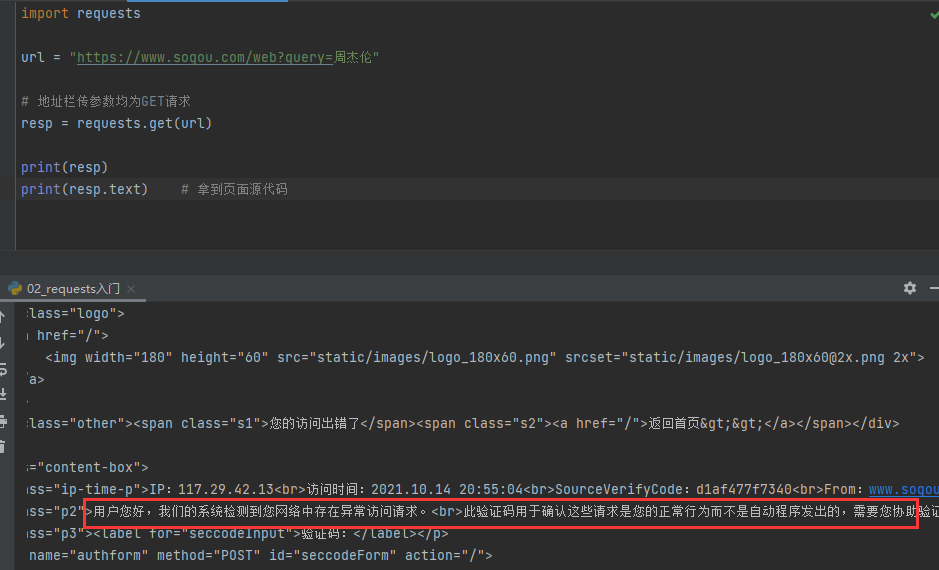 import requests
url = "https://www.sogou.com/web?query=周杰伦"
# 地址栏传参数均为GET请求
resp = requests.get(url)
print(resp)
print(resp.text)    # 拿到页面源代码
02_requests入门
class="logo">
href="/">
<img width="180" height="60" src="static/images/logo_180x60.png" srcset="static/images/logo_180x60@2x.png 2x">
/a>
class="other"><span class="s1">您的访问出错了</span><span class="s2"><a href="/">返回首页&gt;&gt;</a></span></div>
="content-box">
ass="ip-time-p">IP：117.29.42.13<br>访问时间：2021.10.14 20:55:04<br>SourceVerifyCode：d1af477f7340<br>From：www.sogou
ass="p2">用户您好，我们的系统检测到您网络中存在异常访问请求。<br>此验证码用于确认这些请求是您的正常行为而不是自动程序发出的，需要您协助验证
ass="p3"><label for="seccodeInput">验证码：</label></p>
name="authform" method="POST" id="seccodeForm" action="/">